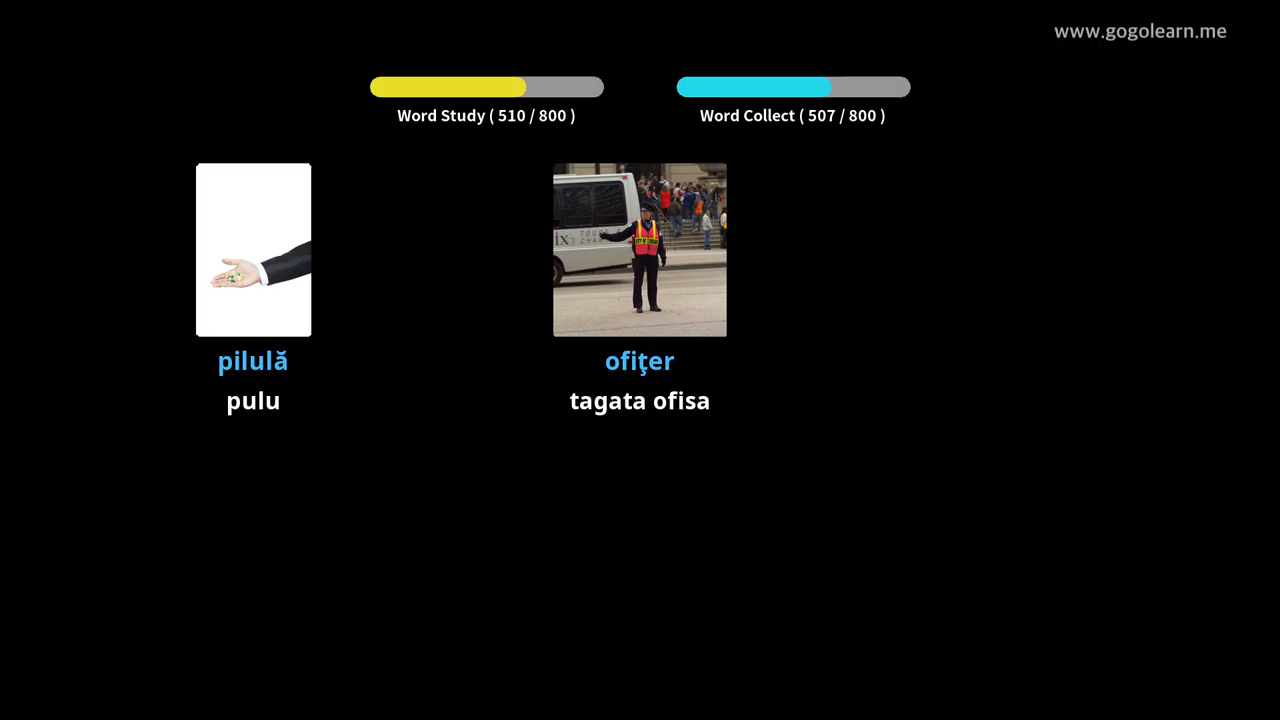 www.gogolearn.me
Word Study ( 510 / 800 )
Word Collect ( 507 / 800 )
pilulă
pulu
ofiţer
tagata ofisa